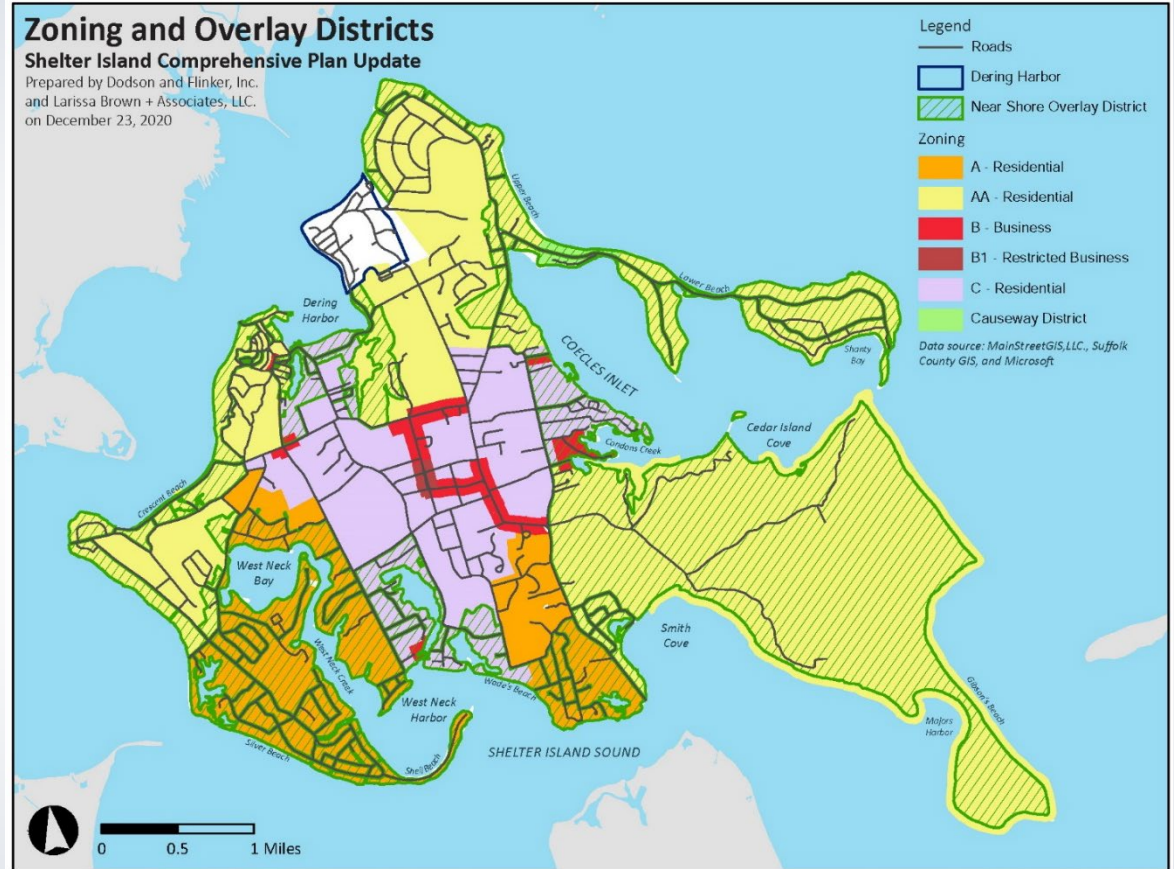 Zoning and Overlay Districts
Shelter Island Comprehensive Plan Update
Prepared by Dodson and Flinker, Inc.
and Larissa Brown + Associates, LLC.
on December 23, 2020
Legend
Roads
Dering Harbor
Near Shore Overlay District
Zoning
A - Residential
AA - Residential
B - Business
B1 - Restricted Business
C - Residential
Causeway District
Data source: MainStreetGIS,LLC., Suffolk
County GIS, and Microsoft
Upper Beach
Lower Beach
Shanty
Bay
Dering
Harbor
COECLES INLET
Cedar Island
Cove
Condons Creek
Crescent Beach
West Neck
Bay
West Neck Creek
Smith
Cove
Wade's Beach
West Neck
Harbor
Gibson's Beach
Majors
Harbor
Silver Beach
Shell Beach
SHELTER ISLAND SOUND
0 0.5 1 Miles